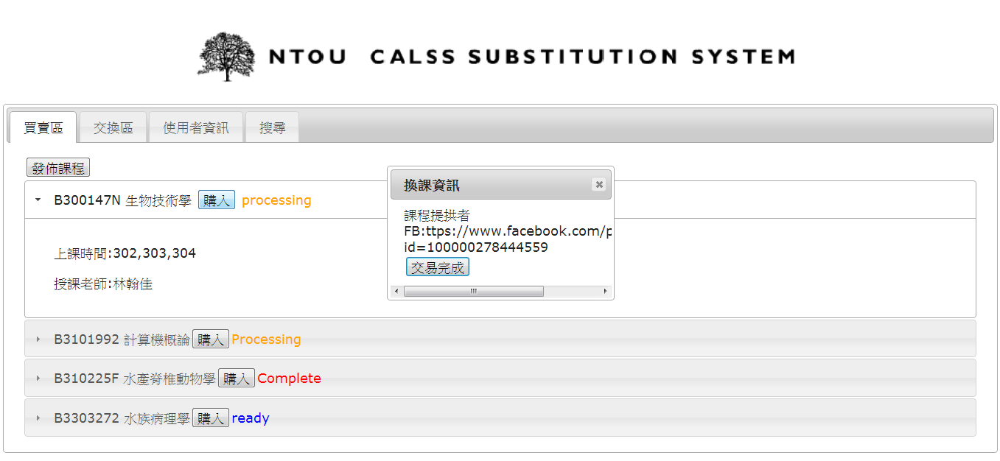 NTOU CALSS SUBSTITUTION SYSTEM
買賣區 交換區 使用者資訊 搜尋
發佈課程
B300147N 生物技術學 購入 processing
上課時間:302,303,304
授課老師:林翰佳
換課資訊
課程提拱者
FB:ttps://www.facebook.com/p
id=100000278444559
交易完成
B3101992 計算機概論 購入 Processing
B310225F 水產脊椎動物學 購入 Complete
B3303272 水族病理學 購入 ready